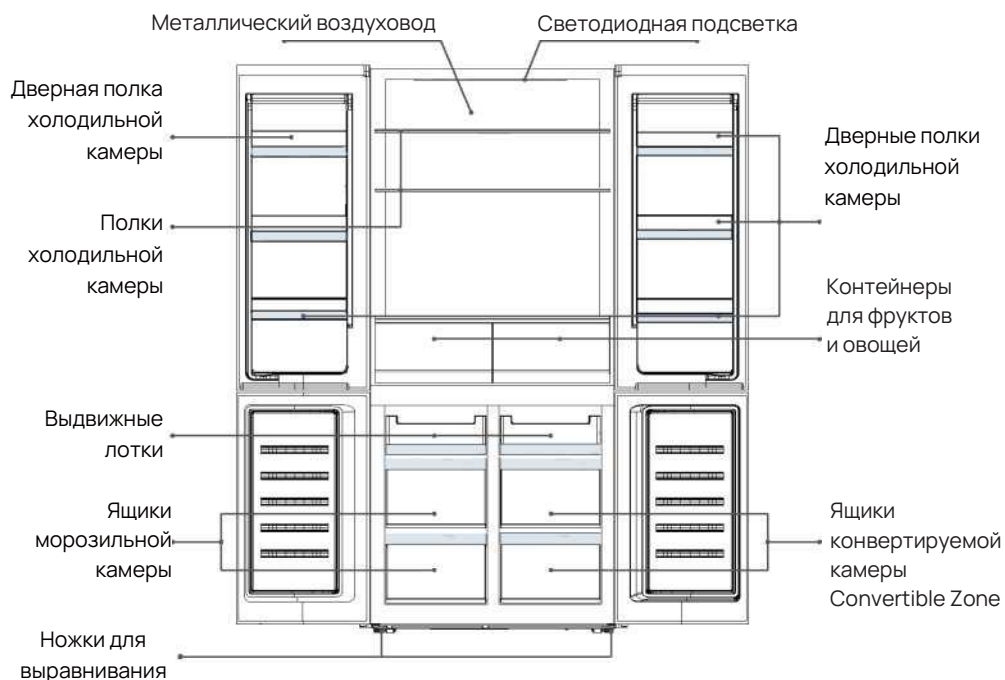 Металлический воздуховод
Светодиодная подсветка
Дверная полка
холодильной
камеры
Дверные полки
холодильной
камеры
Полки
холодильной
камеры
Контейнеры
для фруктов
и овощей
Выдвижные
лотки
Ящики
морозильной
камеры
Ящики
конвертируемой
камеры
Convertible Zone
Ножки для
выравнивания